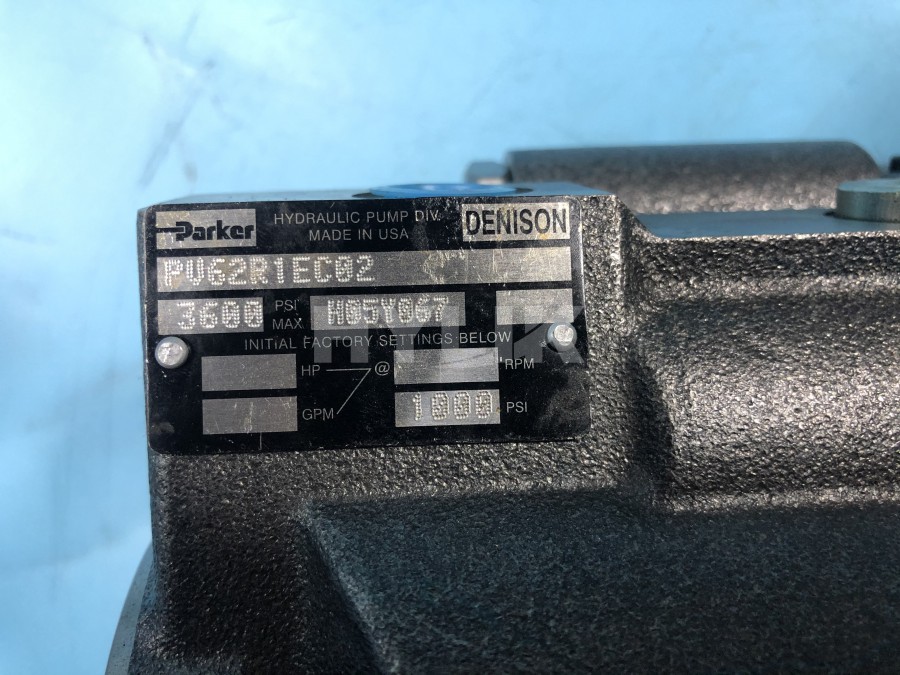 Parker
HYDRAULIC PUMP DIV.
MADE IN USA
DENISON
PV62R1EC02
3600 PSI MAX H05Y067
INITIAL FACTORY SETTINGS BELOW
HP @ RPM
GPM 1000 PSI